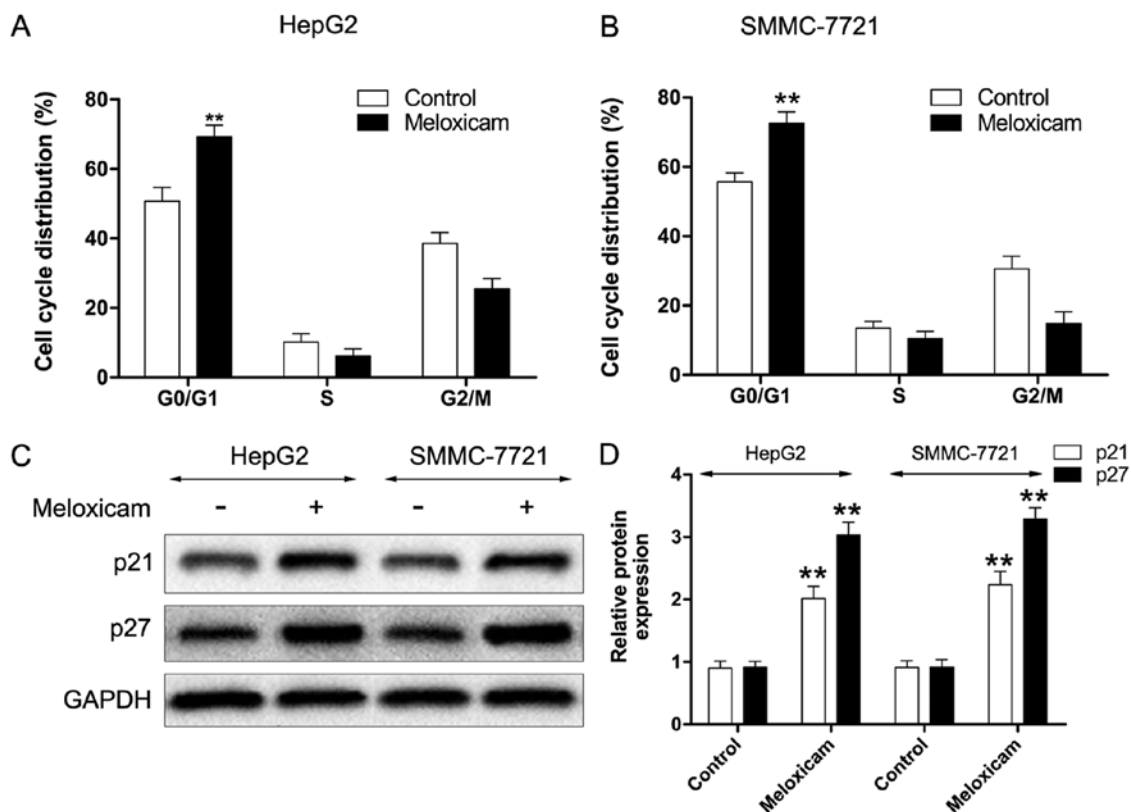 A
HepG2
Control
Meloxicam
Cell cycle distribution (%)
80
60
40
20
0
**
G0/G1
S
G2/M
B
SMMC-7721
Control
Meloxicam
Cell cycle distribution (%)
80
60
40
20
0
**
G0/G1
S
G2/M
C
HepG2
SMMC-7721
Meloxicam
-
+
-
+
p21
p27
GAPDH
D
p21
p27
HepG2
SMMC-7721
Relative protein
expression
4
3
2
1
0
**
**
**
**
Control
Meloxicam
Control
Meloxicam